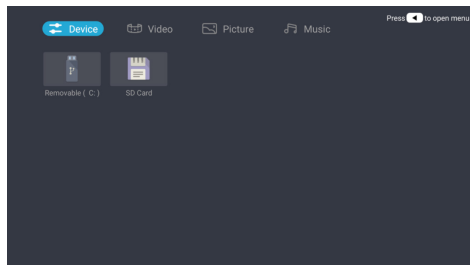 Press to open menu
Device Video Picture Music
Removable ( C: ) SD Card